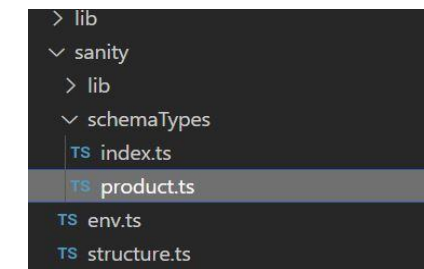 > lib
sanity
> lib
schemaTypes
TS index.ts
TS product.ts
TS env.ts
TS structure.ts